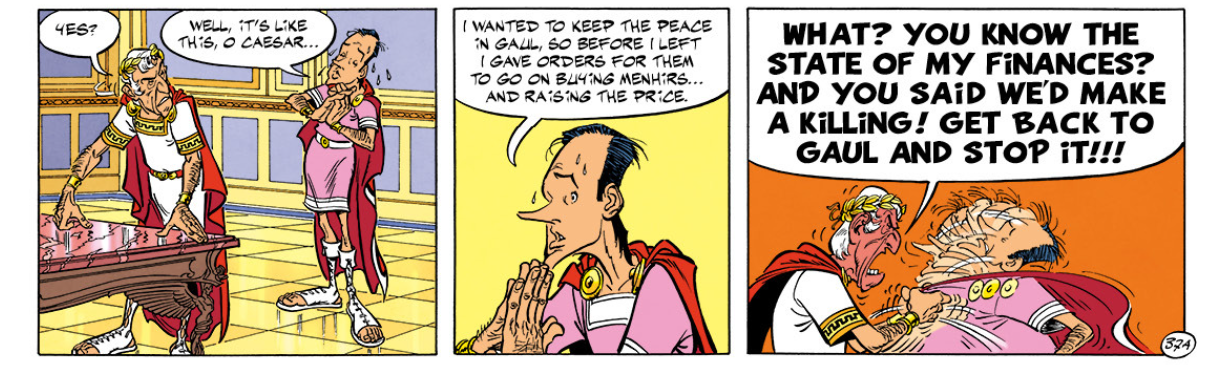 YES?
WELL, IT'S LIKE
THIS, O CAESAR...
I WANTED TO KEEP THE PEACE
IN GAUL, SO BEFORE I LEFT
I GAVE ORDERS FOR THEM
TO GO ON BUYING MENHIRS...
AND RAISING THE PRICE.
WHAT? YOU KNOW THE
STATE OF MY FINANCES?
AND YOU SAID WE'D MAKE
A KILLING! GET BACK TO
GAUL AND STOP IT!!!
37A